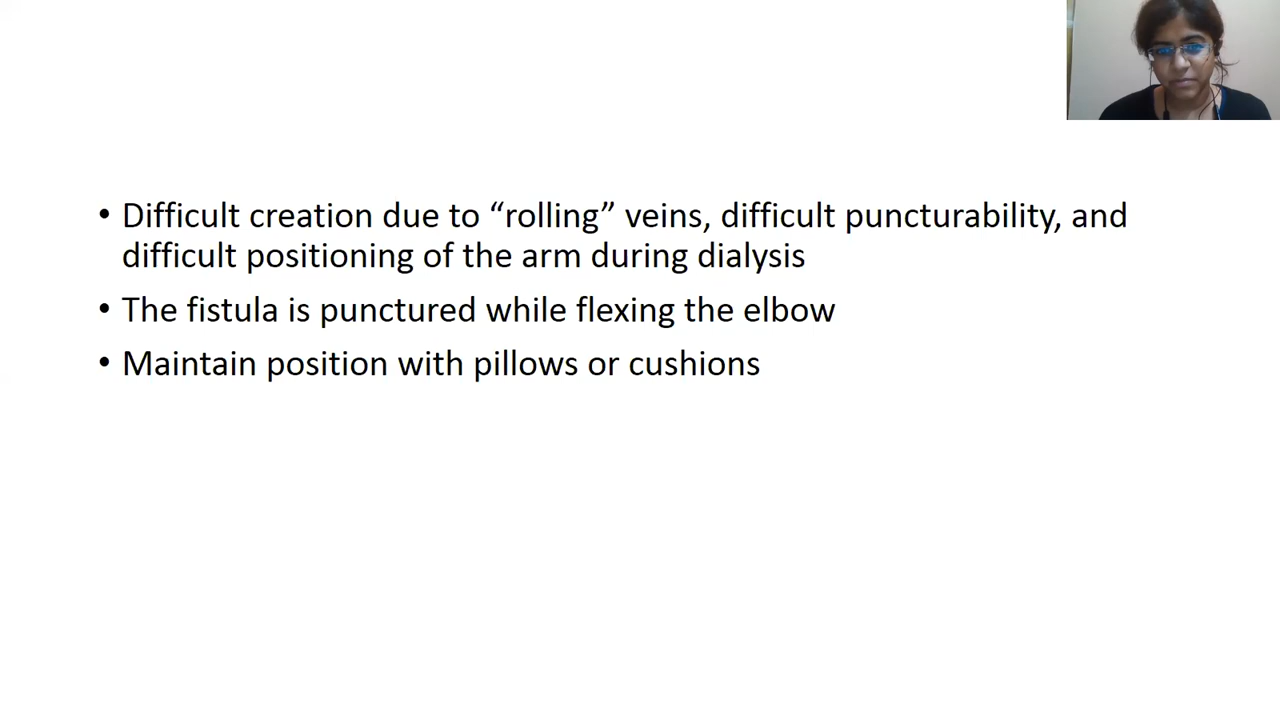 • Difficult creation due to “rolling” veins, difficult puncturability, and
difficult positioning of the arm during dialysis
• The fistula is punctured while flexing the elbow
• Maintain position with pillows or cushions